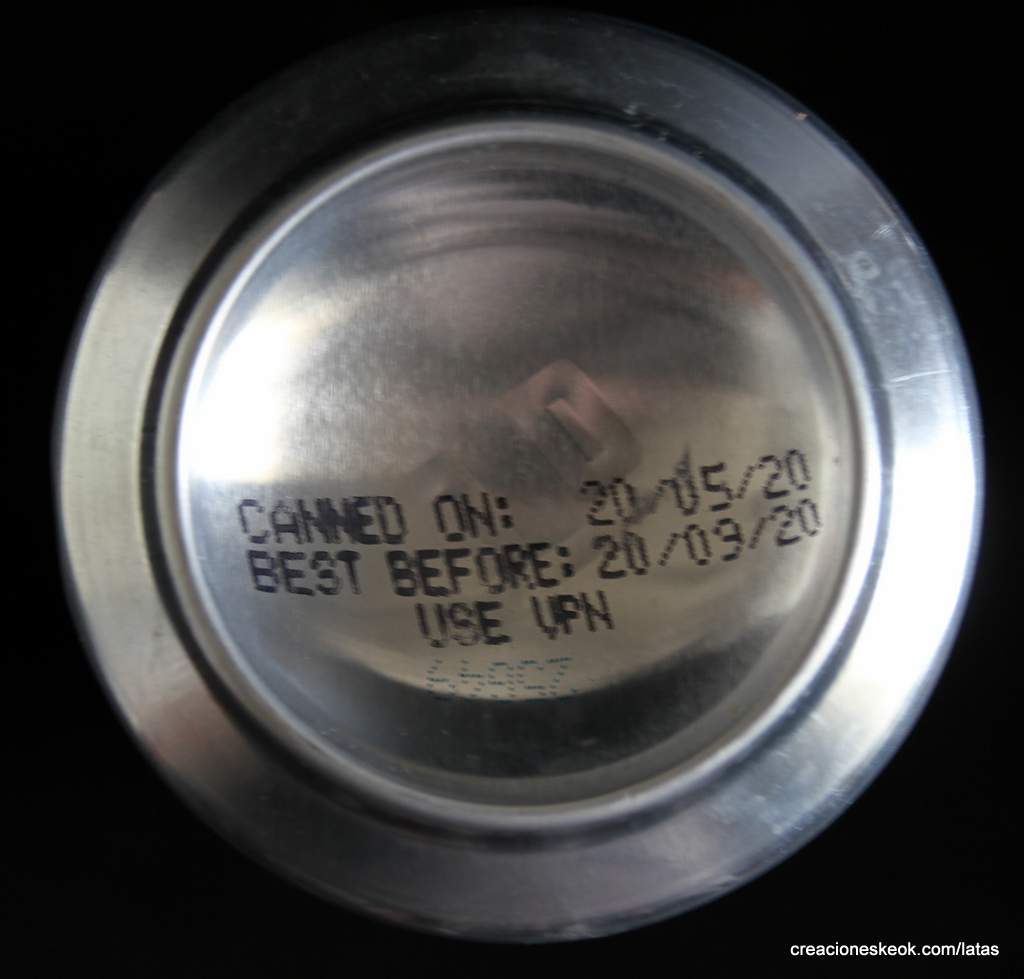 CANNED ON: 20/05/20
BEST BEFORE: 20/09/20
USE VPN
creacioneskeok.com/latas